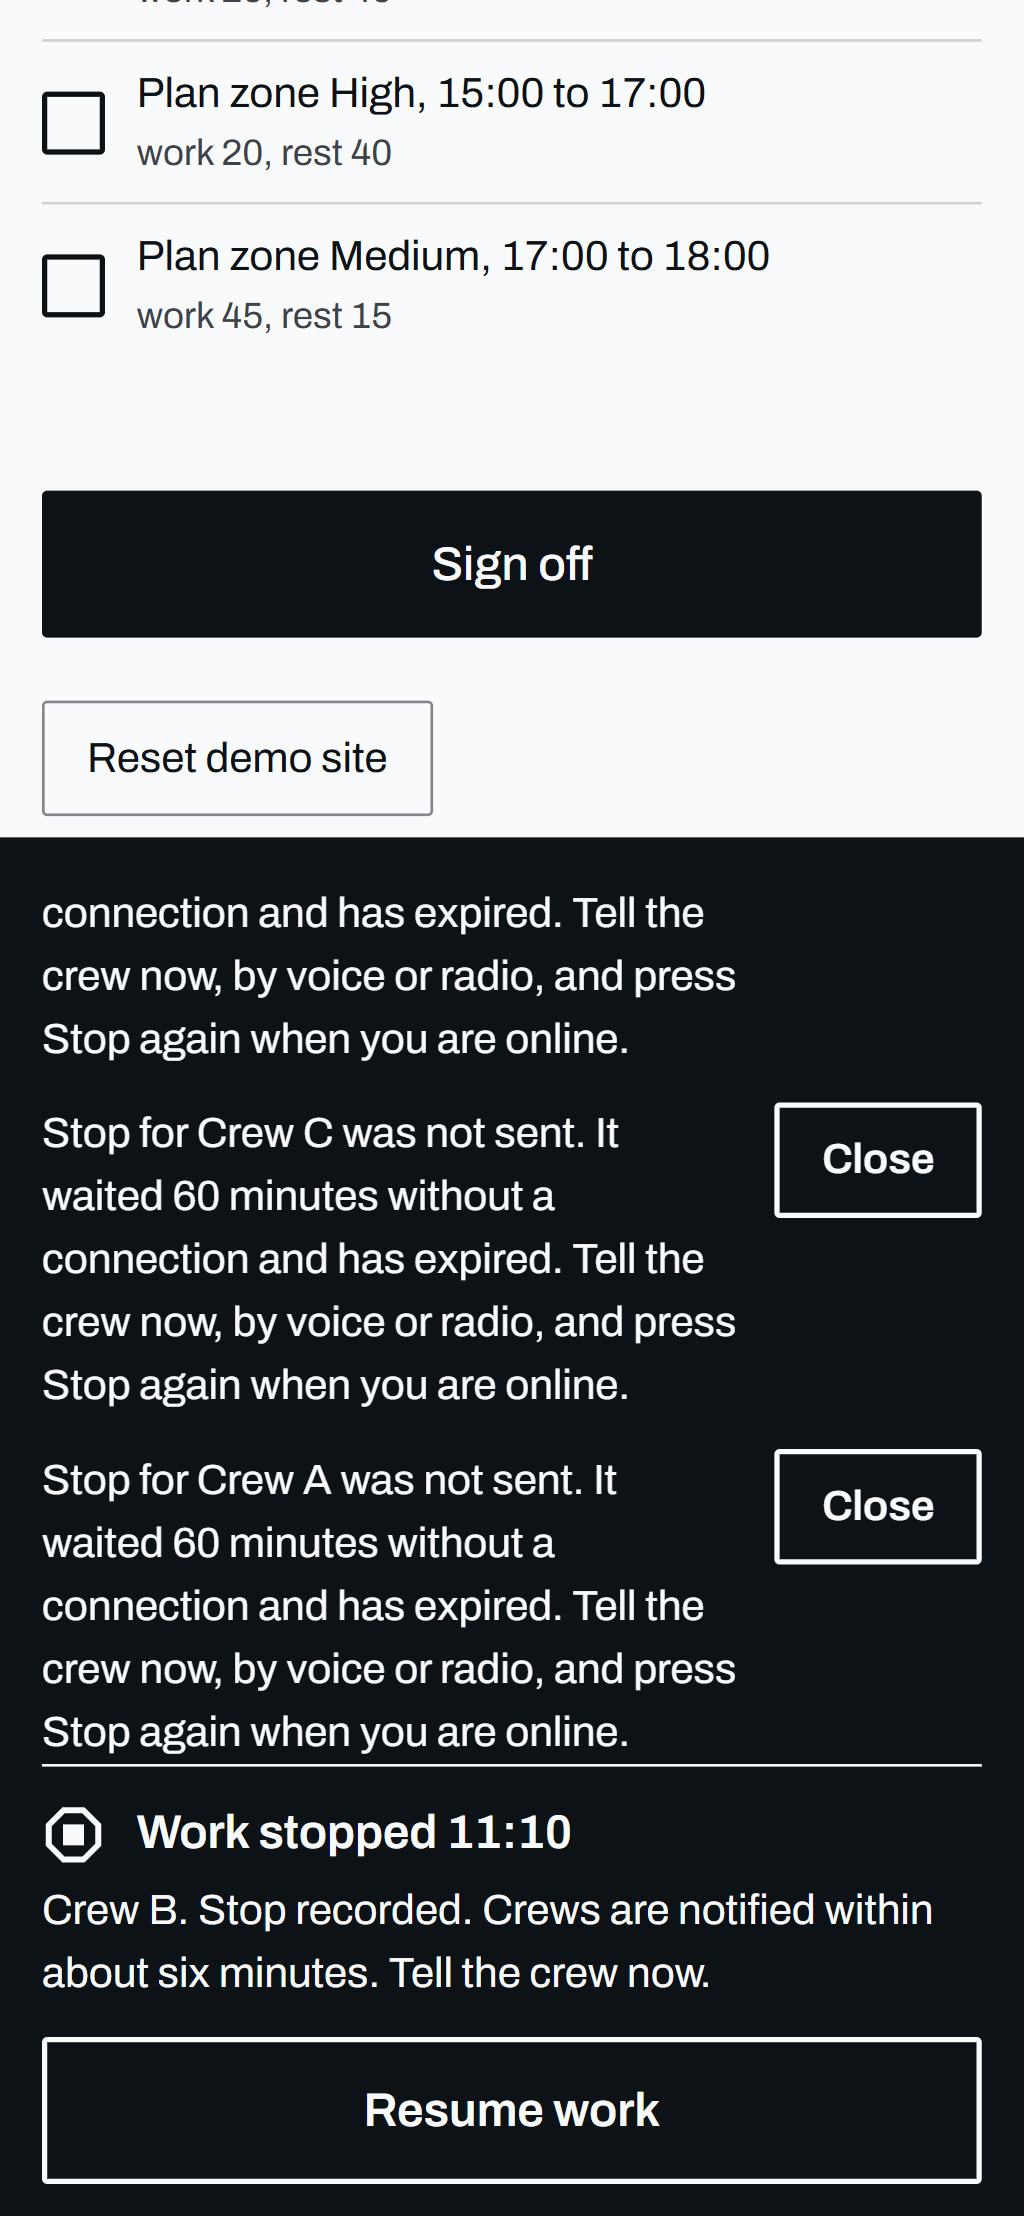 Plan zone High, 15:00 to 17:00
work 20, rest 40
Plan zone Medium, 17:00 to 18:00
work 45, rest 15
Sign off
Reset demo site
connection and has expired. Tell the
crew now, by voice or radio, and press
Stop again when you are online.
Stop for Crew C was not sent. It
waited 60 minutes without a
connection and has expired. Tell the
crew now, by voice or radio, and press
Stop again when you are online.
Close
Stop for Crew A was not sent. It
waited 60 minutes without a
connection and has expired. Tell the
crew now, by voice or radio, and press
Stop again when you are online.
Close
Work stopped 11:10
Crew B. Stop recorded. Crews are notified within
about six minutes. Tell the crew now.
Resume work